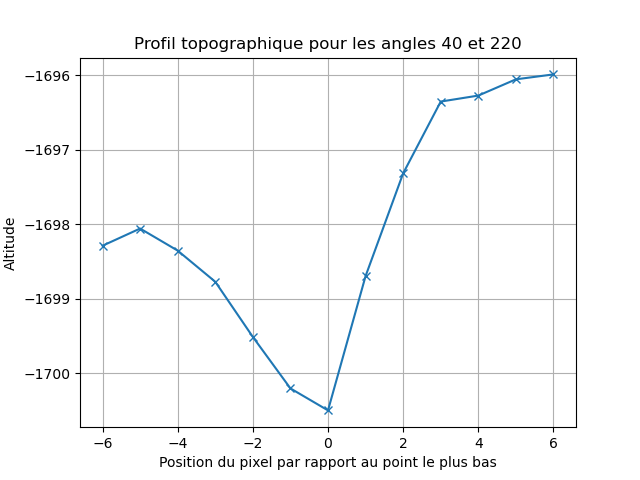 Profil topographique pour les angles 40 et 220
−1696
−1697
−1698
−1699
−1700
Altitude
−6 −4 −2 0 2 4 6
Position du pixel par rapport au point le plus bas